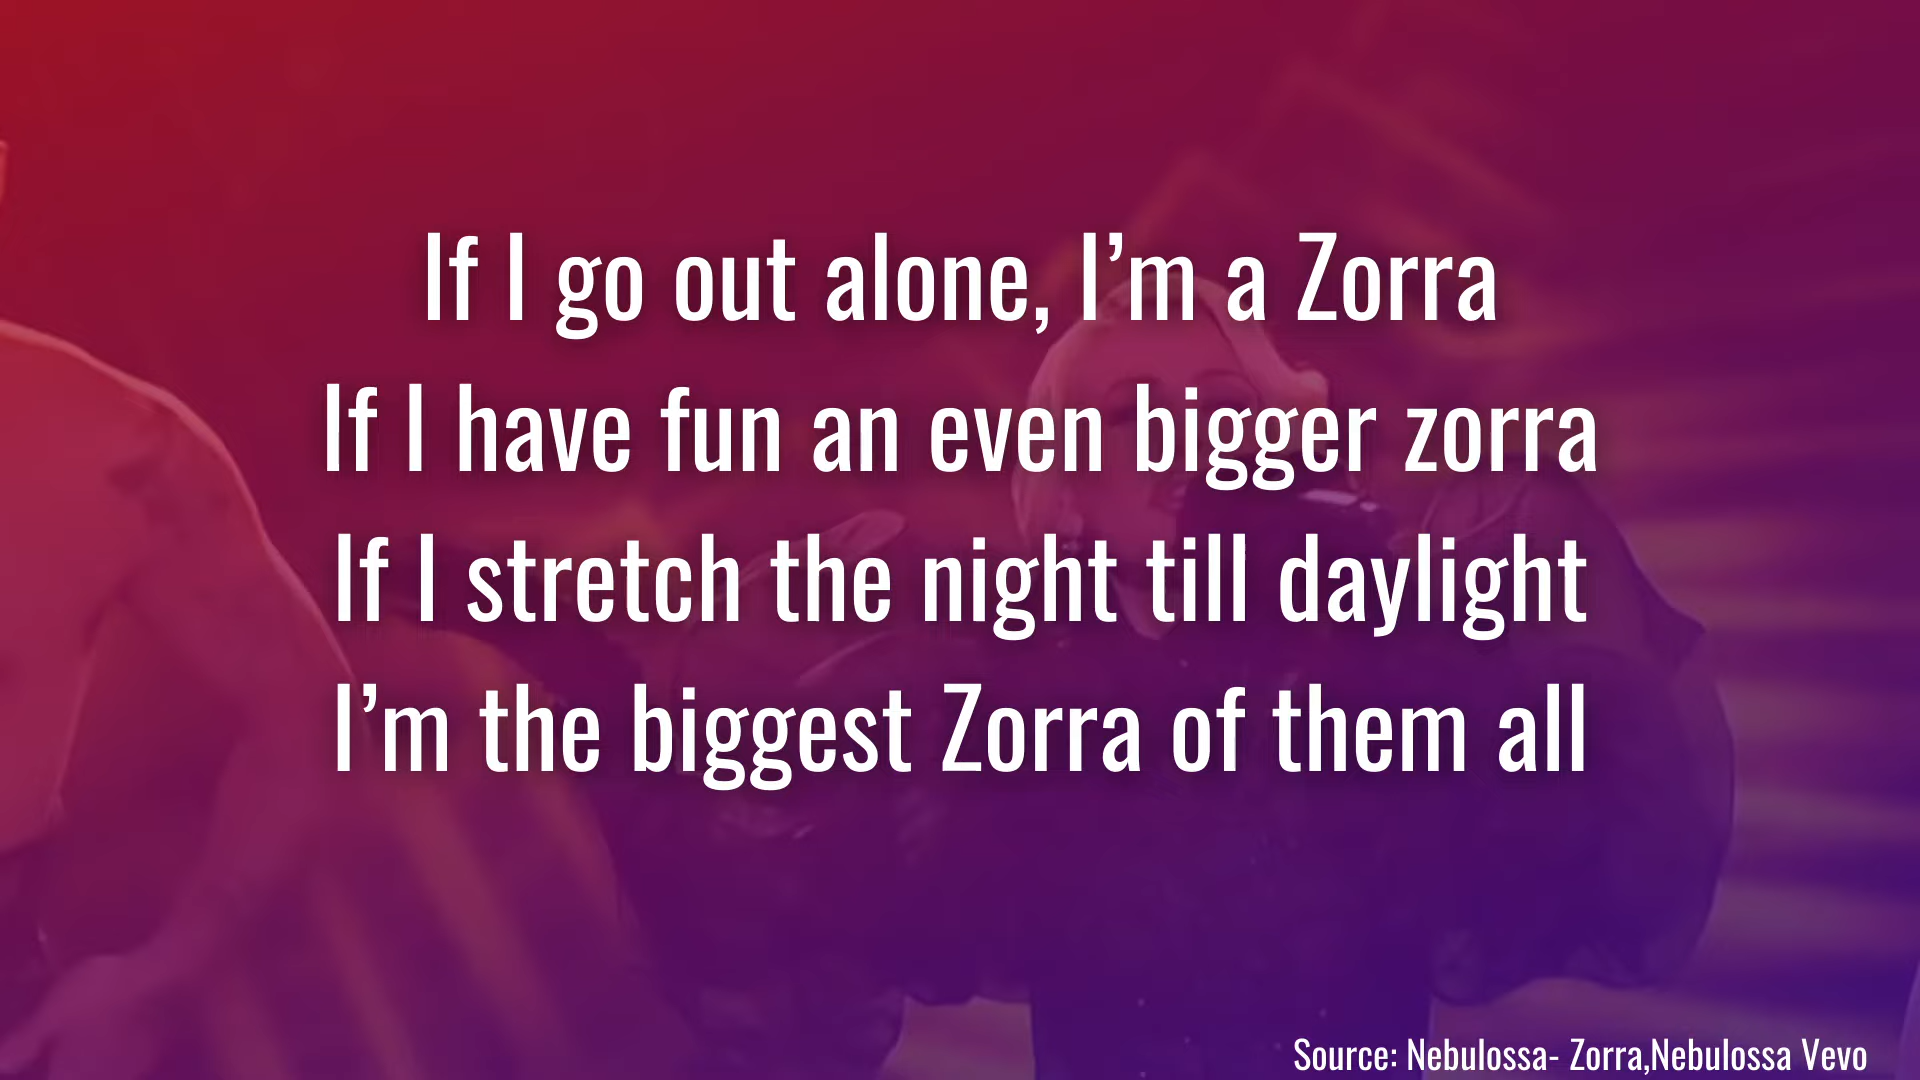 If I go out alone, I’m a Zorra
If I have fun an even bigger zorra
If I stretch the night till daylight
I’m the biggest Zorra of them all
Source: Nebulossa- Zorra,Nebulossa Vevo